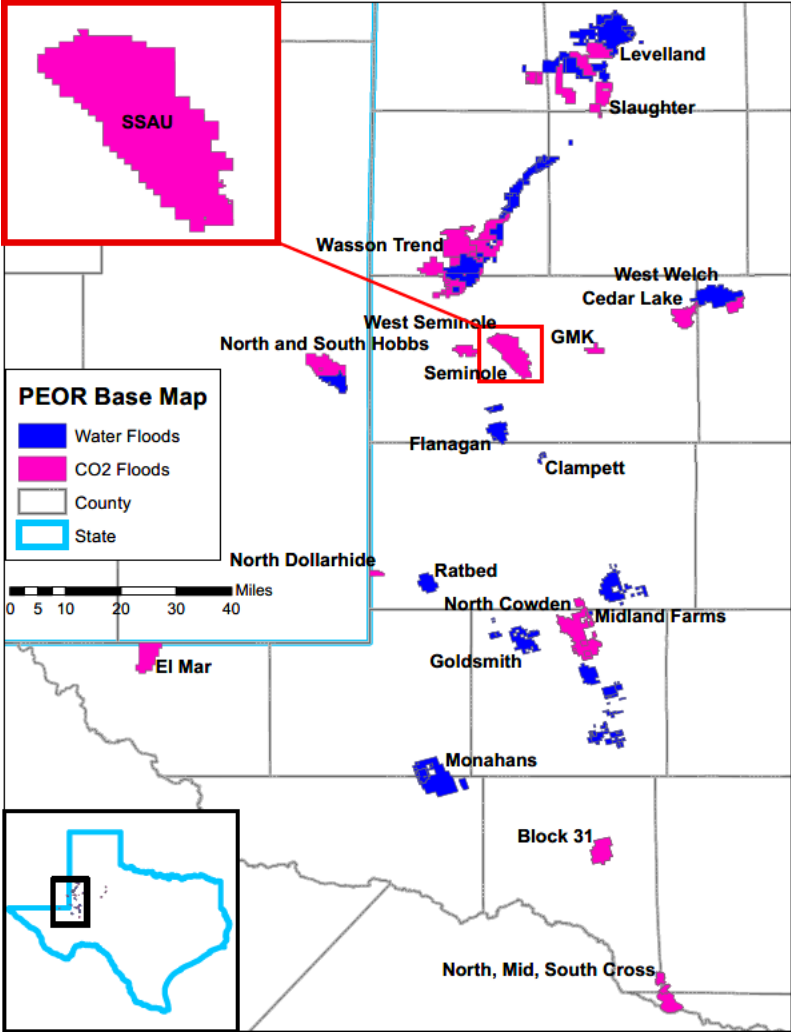 SSAU
Levelland
Slaughter
Wasson Trend
West Welch
Cedar Lake
West Seminole
GMK
North and South Hobbs
Seminole
PEOR Base Map
Water Floods
CO2 Floods
County
State
Flanagan
Clampett
North Dollarhide
Ratbed
Miles
0 5 10 20 30 40
North Cowden
Midland Farms
Goldsmith
El Mar
Monahans
Block 31
North, Mid, South Cross